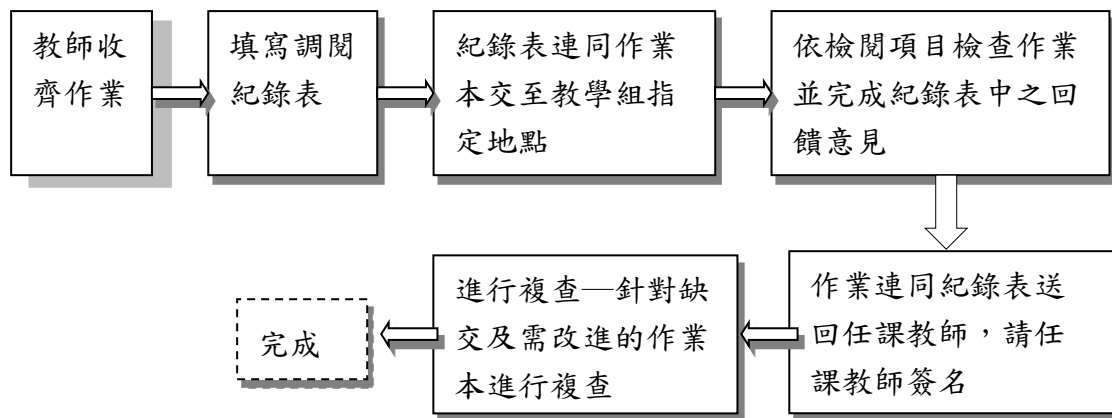 教師收
齊作業
填寫調閱
紀錄表
紀錄表連同作業
本交至教學組指
定地點
依檢閱項目檢查作業
並完成紀錄表中之回
饋意見
作業連同紀錄表送
回任課教師，請任
課教師簽名
進行複查─針對缺
交及需改進的作業
本進行複查
完成